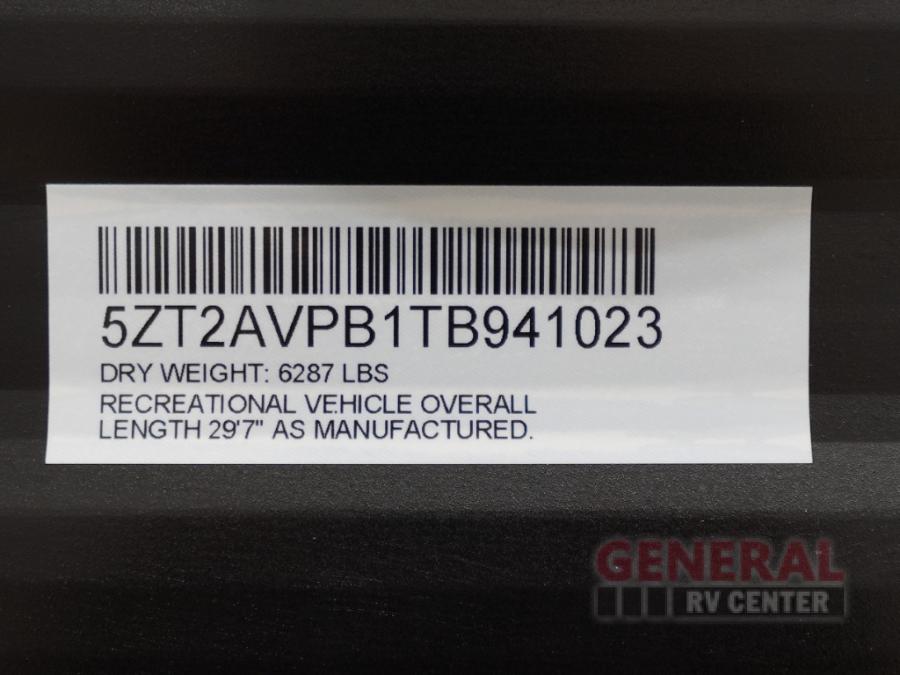 5ZT2AVPB1TB941023
DRY WEIGHT: 6287 LBS
RECREATIONAL VEHICLE OVERALL
LENGTH 29'7" AS MANUFACTURED.
GENERAL
RV CENTER